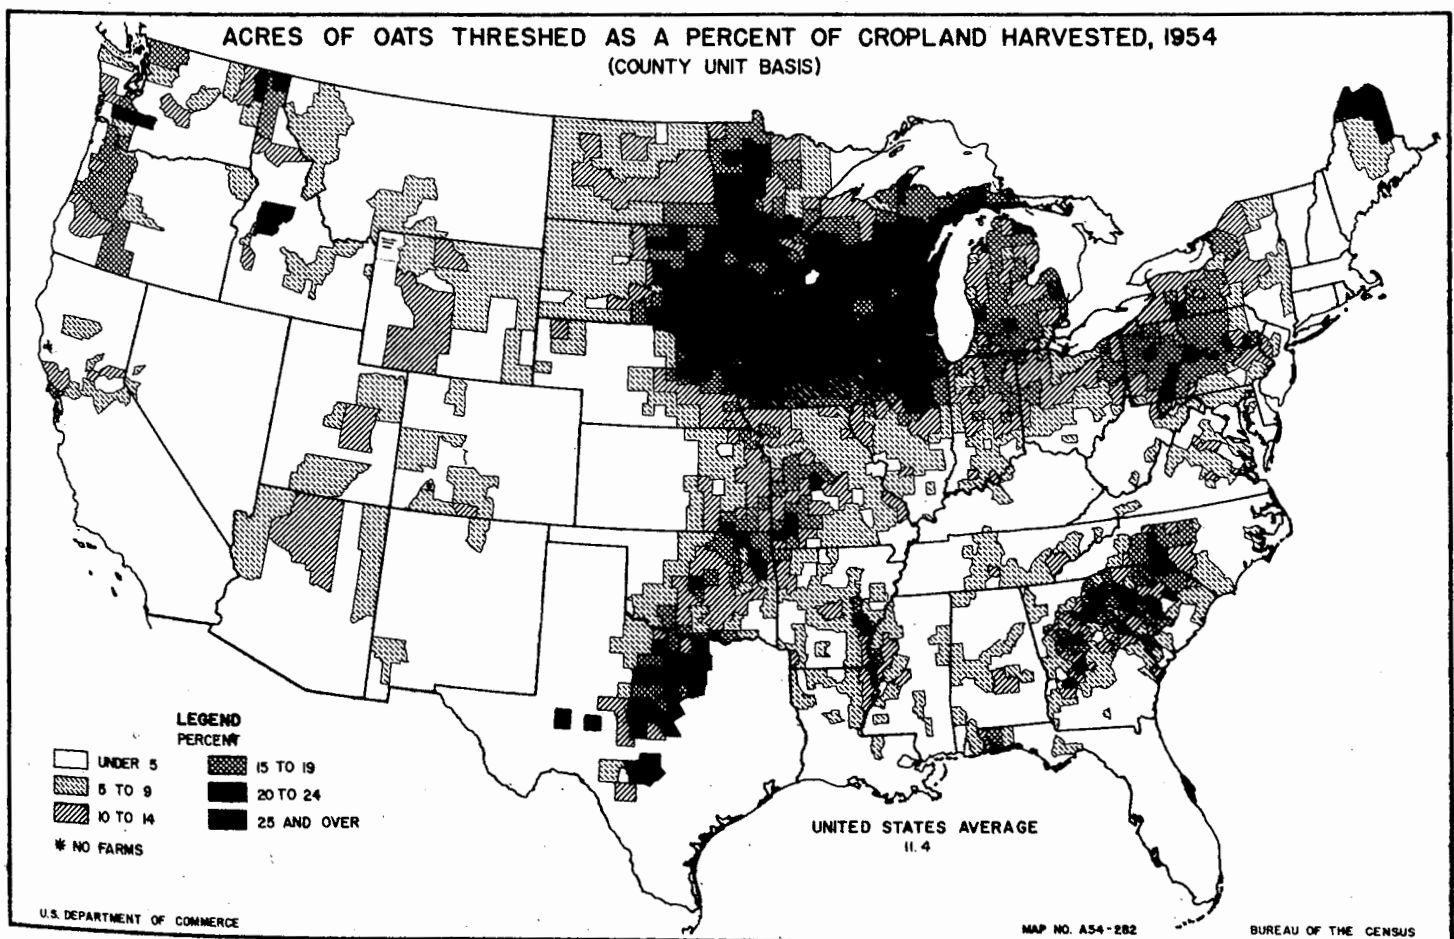 ACRES OF OATS THRESHED AS A PERCENT OF CROPLAND HARVESTED, 1954
(COUNTY UNIT BASIS)
LEGEND
PERCENT
UNDER 5
5 TO 9
10 TO 14
* NO FARMS
15 TO 19
20 TO 24
25 AND OVER
UNITED STATES AVERAGE
11.4
U.S. DEPARTMENT OF COMMERCE
MAP NO. A54-282
BUREAU OF THE CENSUS